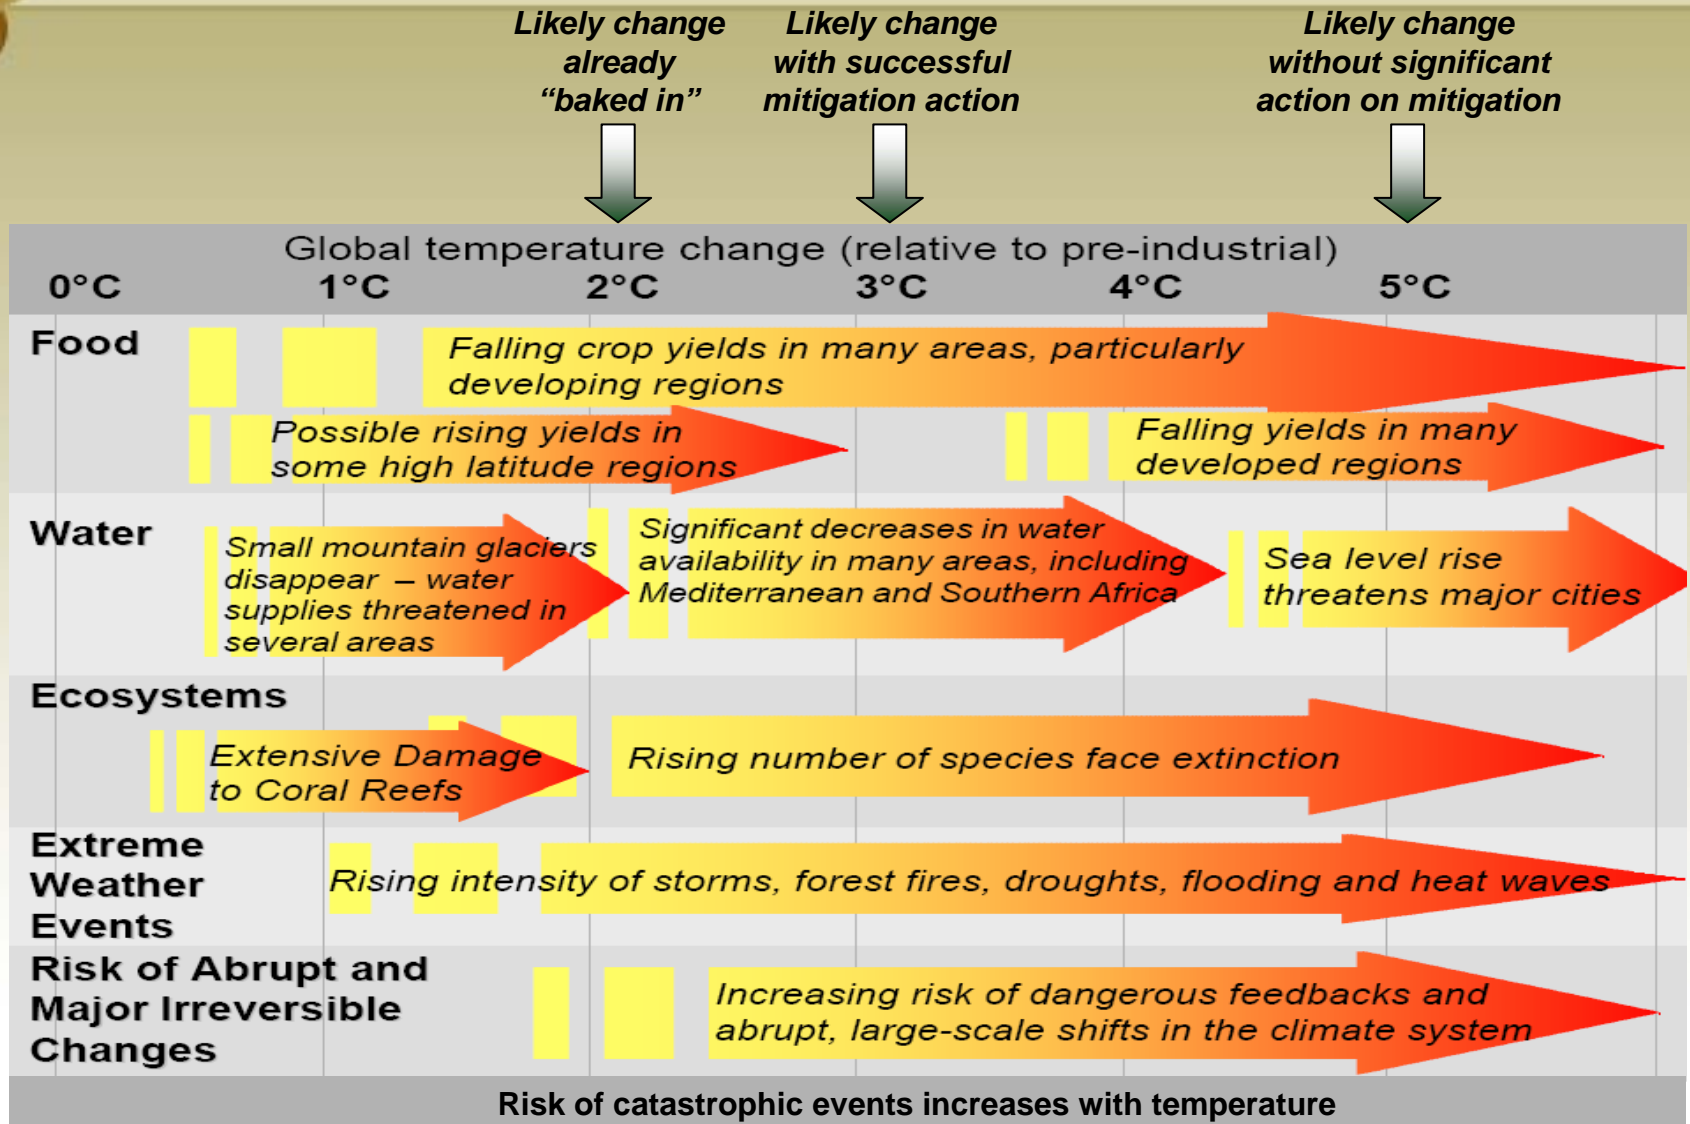 Likely change
already
“baked in”
Likely change
with successful
mitigation action
Likely change
without significant
action on mitigation
Global temperature change (relative to pre-industrial)
0°C 1°C 2°C 3°C 4°C 5°C
Food
Falling crop yields in many areas, particularly
developing regions
Possible rising yields in
some high latitude regions
Falling yields in many
developed regions
Water
Small mountain glaciers
disappear – water
supplies threatened in
several areas
Significant decreases in water
availability in many areas, including
Mediterranean and Southern Africa
Sea level rise
threatens major cities
Ecosystems
Extensive Damage
to Coral Reefs
Rising number of species face extinction
Extreme
Weather
Events
Rising intensity of storms, forest fires, droughts, flooding and heat waves
Risk of Abrupt and
Major Irreversible
Changes
Increasing risk of dangerous feedbacks and
abrupt, large-scale shifts in the climate system
Risk of catastrophic events increases with temperature